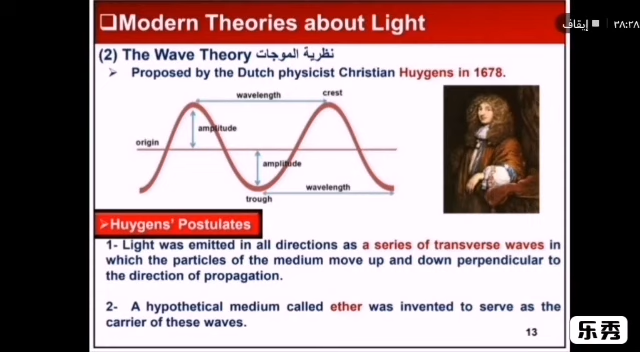 ❑Modern Theories about Light
إيقاف ٣٨:٢٨
(2) The Wave Theory نظرية الموجات
➢ Proposed by the Dutch physicist Christian Huygens in 1678.
wavelength
crest
amplitude
origin
amplitude
wavelength
trough
➢Huygens' Postulates
1- Light was emitted in all directions as a series of transverse waves in
which the particles of the medium move up and down perpendicular to
the direction of propagation.
2- A hypothetical medium called ether was invented to serve as the
carrier of these waves.
13
乐秀